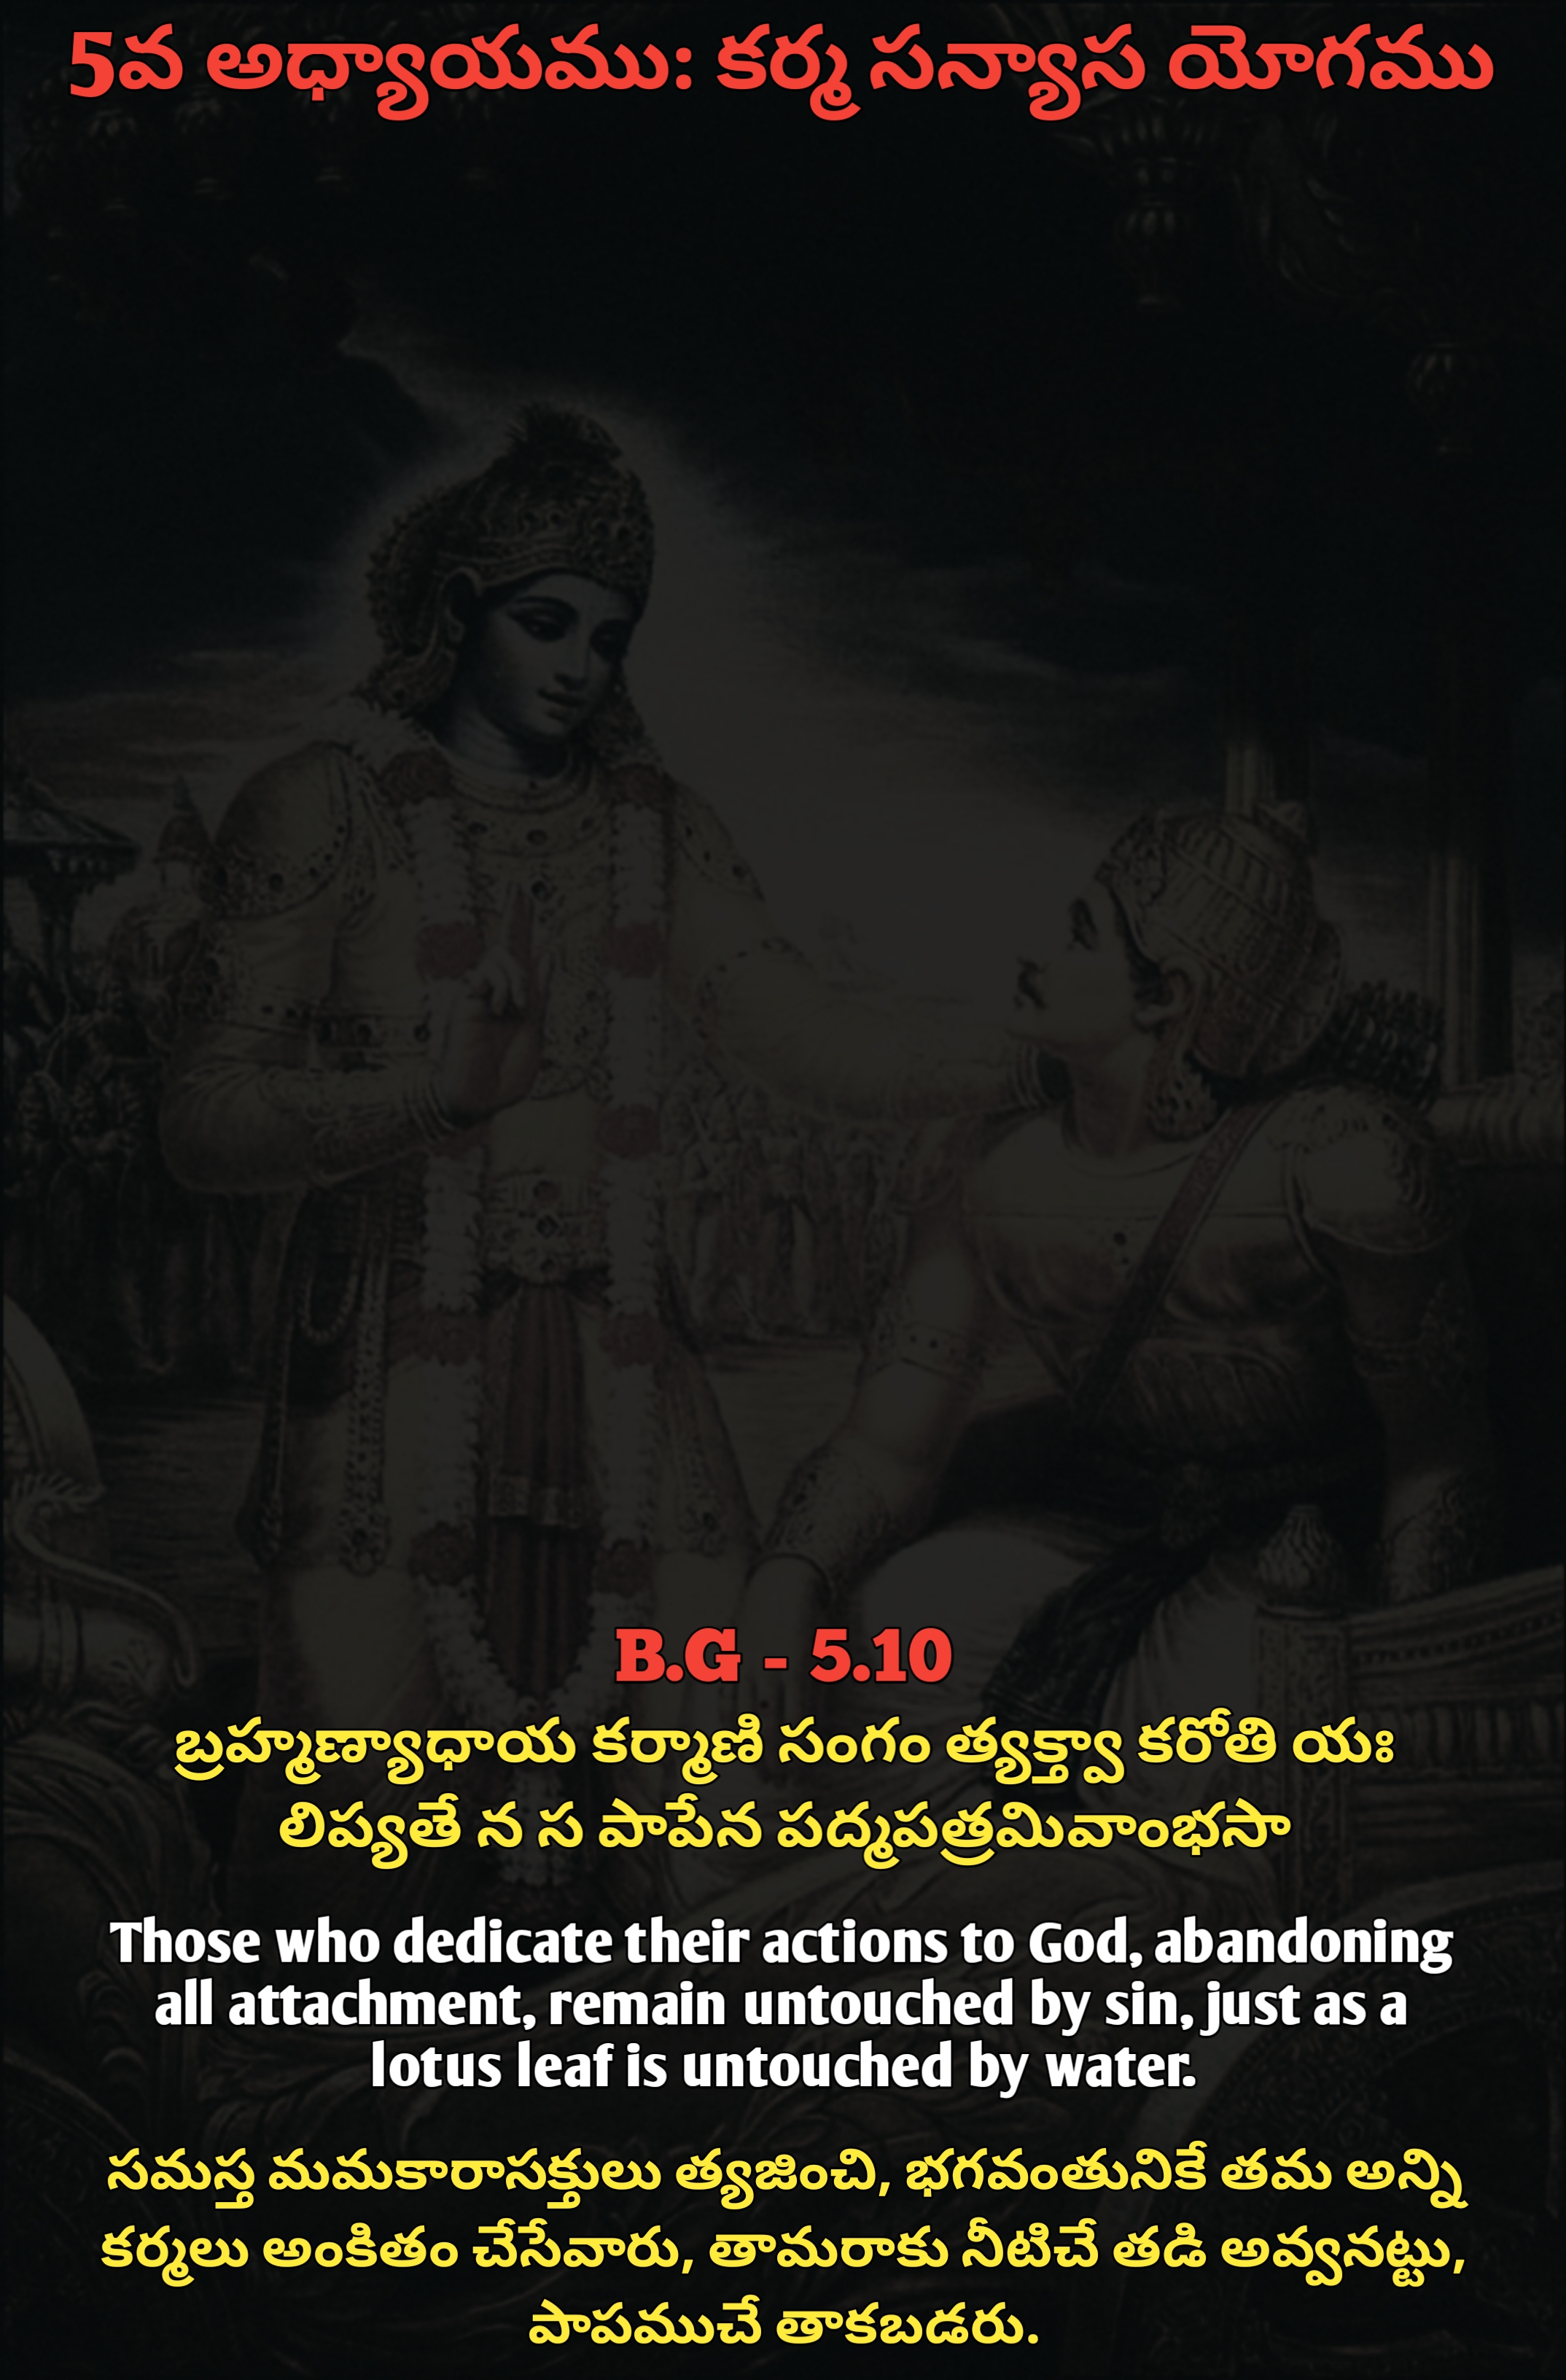 5వ అధ్యాయము: కర్మ సన్యాస యోగము
B.G - 5.10
బ్రహ్మణ్యాధాయ కర్మాణి సంగం త్యక్త్వా కరోతి యః
లిప్యతే న స పాపేన పద్మపత్రమివాంభసా
Those who dedicate their actions to God, abandoning
all attachment, remain untouched by sin, just as a
lotus leaf is untouched by water.
సమస్త మమకారాసక్తులు త్యజించి, భగవంతునికే తమ అన్ని
కర్మలు అంకితం చేసేవారు, తామరాకు నీటిచే తడి అవ్వనట్టు,
పాపముచే తాకబడరు.